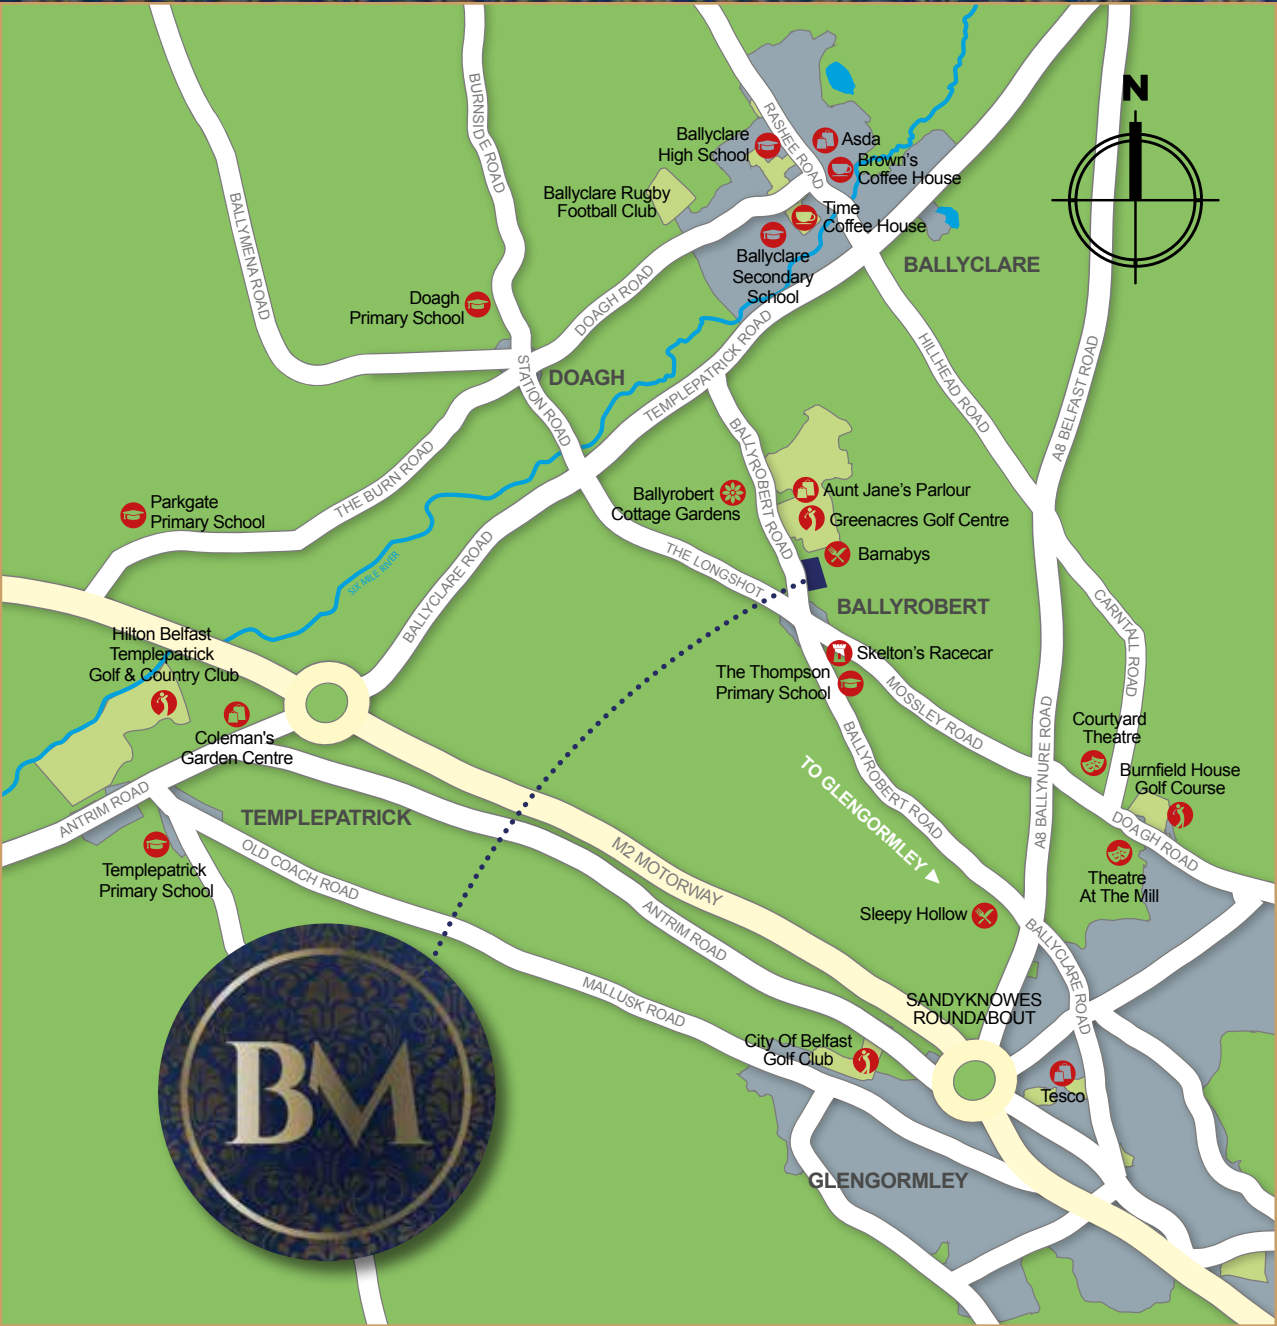 N
RASHEE ROAD
BURNSIDE ROAD
BALLYMENA ROAD
Ballyclare
High School
Asda
Brown's
Coffee House
Ballyclare Rugby
Football Club
Time
Coffee House
Ballyclare
Secondary
School
BALLYCLARE
Doagh
Primary School
DOAGH ROAD
DOAGH
STATION ROAD
TEMPLEPATRICK ROAD
HILLHEAD ROAD
A8 BELFAST ROAD
THE BURN ROAD
BALLYROBERT ROAD
Parkgate
Primary School
Ballyrobert
Cottage Gardens
Aunt Jane's Parlour
Greenacres Golf Centre
Barnabys
SIX MILE RIVER
BALLYCLARE ROAD
THE LONGSHOT
BALLYROBERT
CARNTALL ROAD
Hilton Belfast
Templepatrick
Golf & Country Club
Skelton's Racecar
The Thompson
Primary School
MOSSLEY ROAD
Coleman's
Garden Centre
Courtyard
Theatre
BALLYROBERT ROAD
TO GLENGORMLEY
A8 BALLYNURE ROAD
Burnfield House
Golf Course
ANTRIM ROAD
TEMPLEPATRICK
DOAGH ROAD
Templepatrick
Primary School
OLD COACH ROAD
M2 MOTORWAY
Theatre
At The Mill
Sleepy Hollow
ANTRIM ROAD
BALLYCLARE ROAD
MALLUSK ROAD
SANDYKNOWES
ROUNDABOUT
City Of Belfast
Golf Club
Tesco
BM
GLENGORMLEY